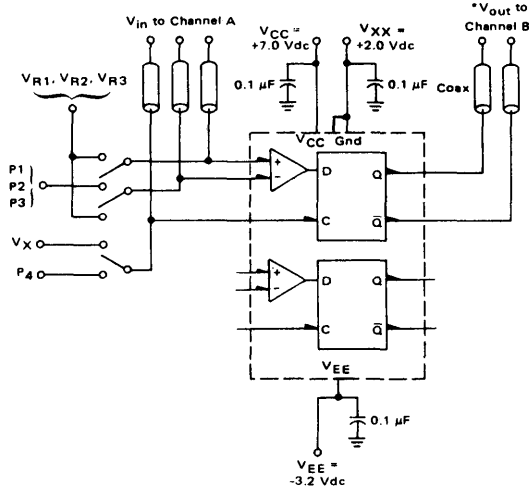 Vin to Channel A
VCC =
+7.0 Vdc
VXX =
+2.0 Vdc
*Vout to
Channel B
VR1, VR2, VR3
0.1 µF
0.1 µF
Coax
VCC Gnd
P1
P2
P3
+
−
D
Q
C
Q̅
VX
P4
+
−
D
Q
C
Q̅
VEE
0.1 µF
VEE =
-3.2 Vdc